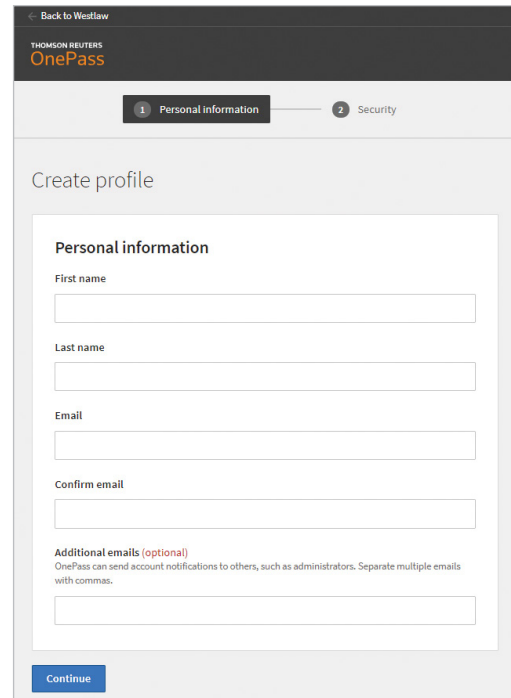 Back to Westlaw
THOMSON REUTERS
OnePass
1 Personal information 2 Security
Create profile
Personal information
First name
Last name
Email
Confirm email
Additional emails (optional)
OnePass can send account notifications to others, such as administrators. Separate multiple emails
with commas.
Continue